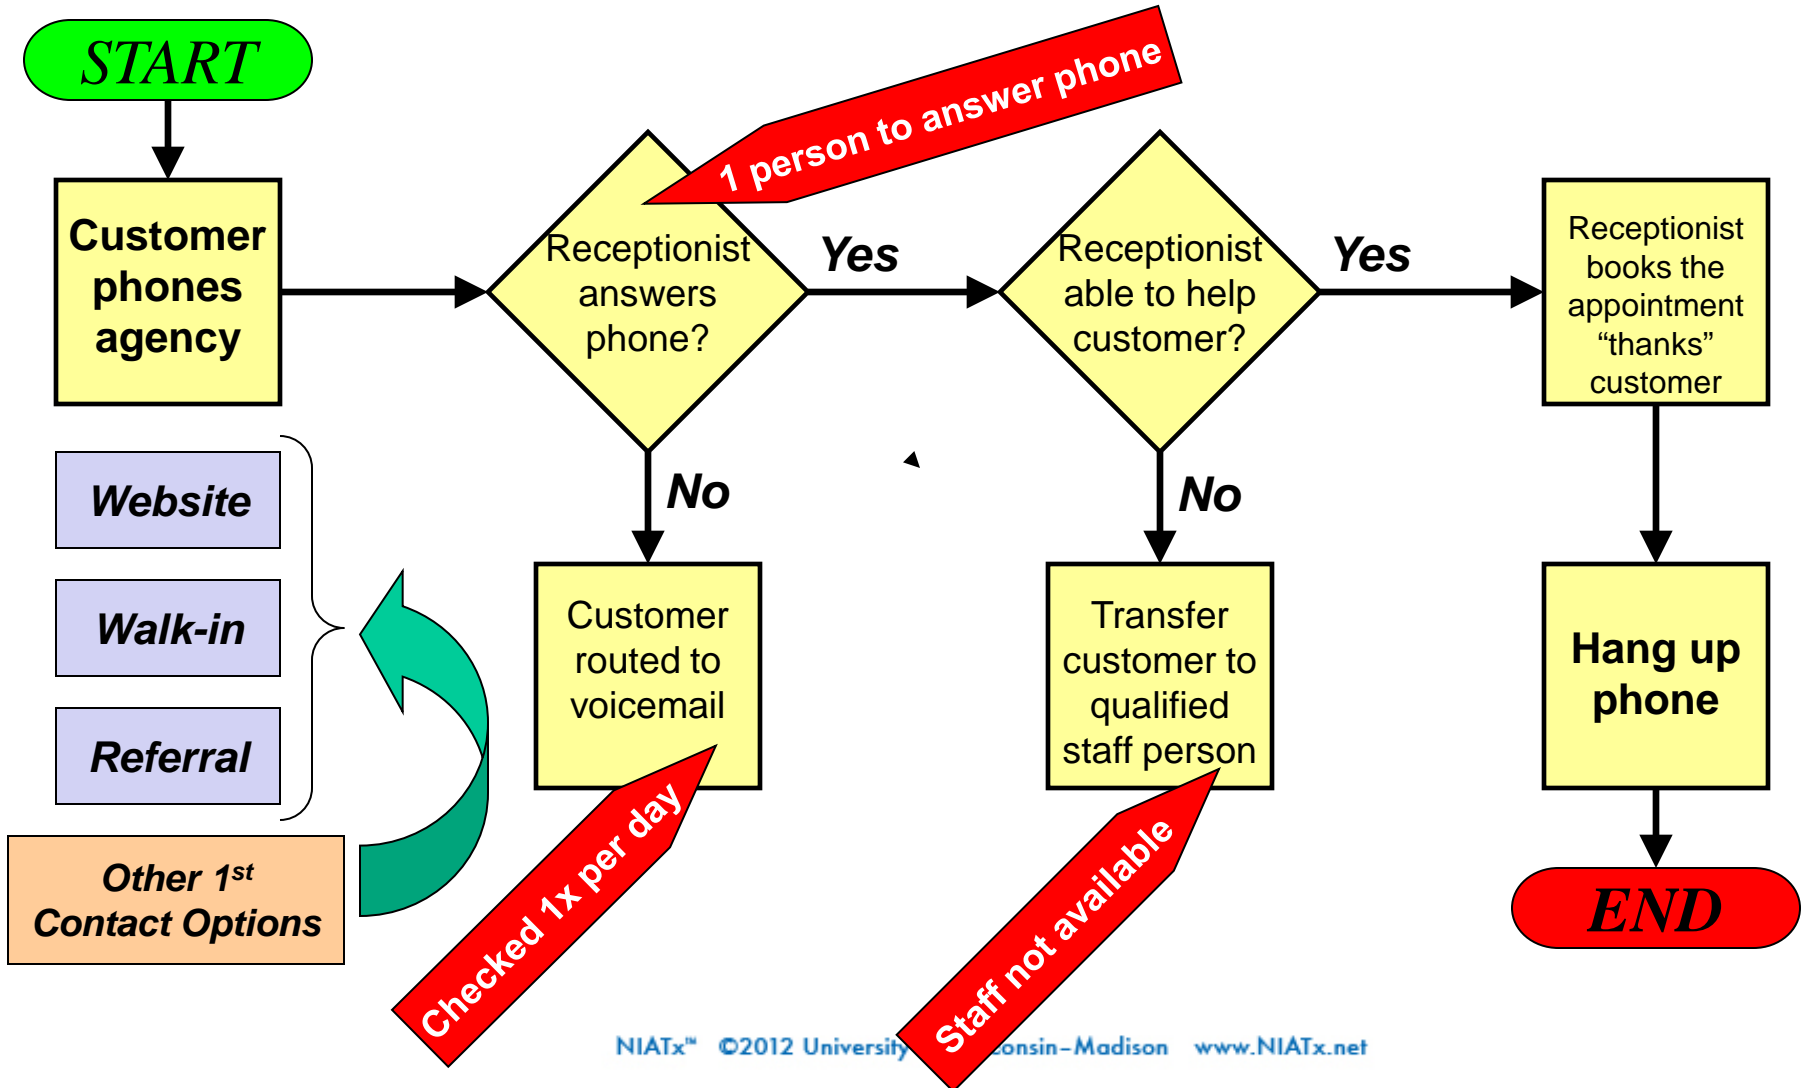 START
1 person to answer phone
Customer
phones
agency
Receptionist
answers
phone?
Yes
Receptionist
able to help
customer?
Yes
Receptionist
books the
appointment
“thanks”
customer
Website
Walk-in
Referral
No
No
Customer
routed to
voicemail
Transfer
customer to
qualified
staff person
Hang up
phone
Other 1st
Contact Options
Checked 1x per day
Staff not available
END
NIATx™ ©2012 University consin–Madison www.NIATx.net